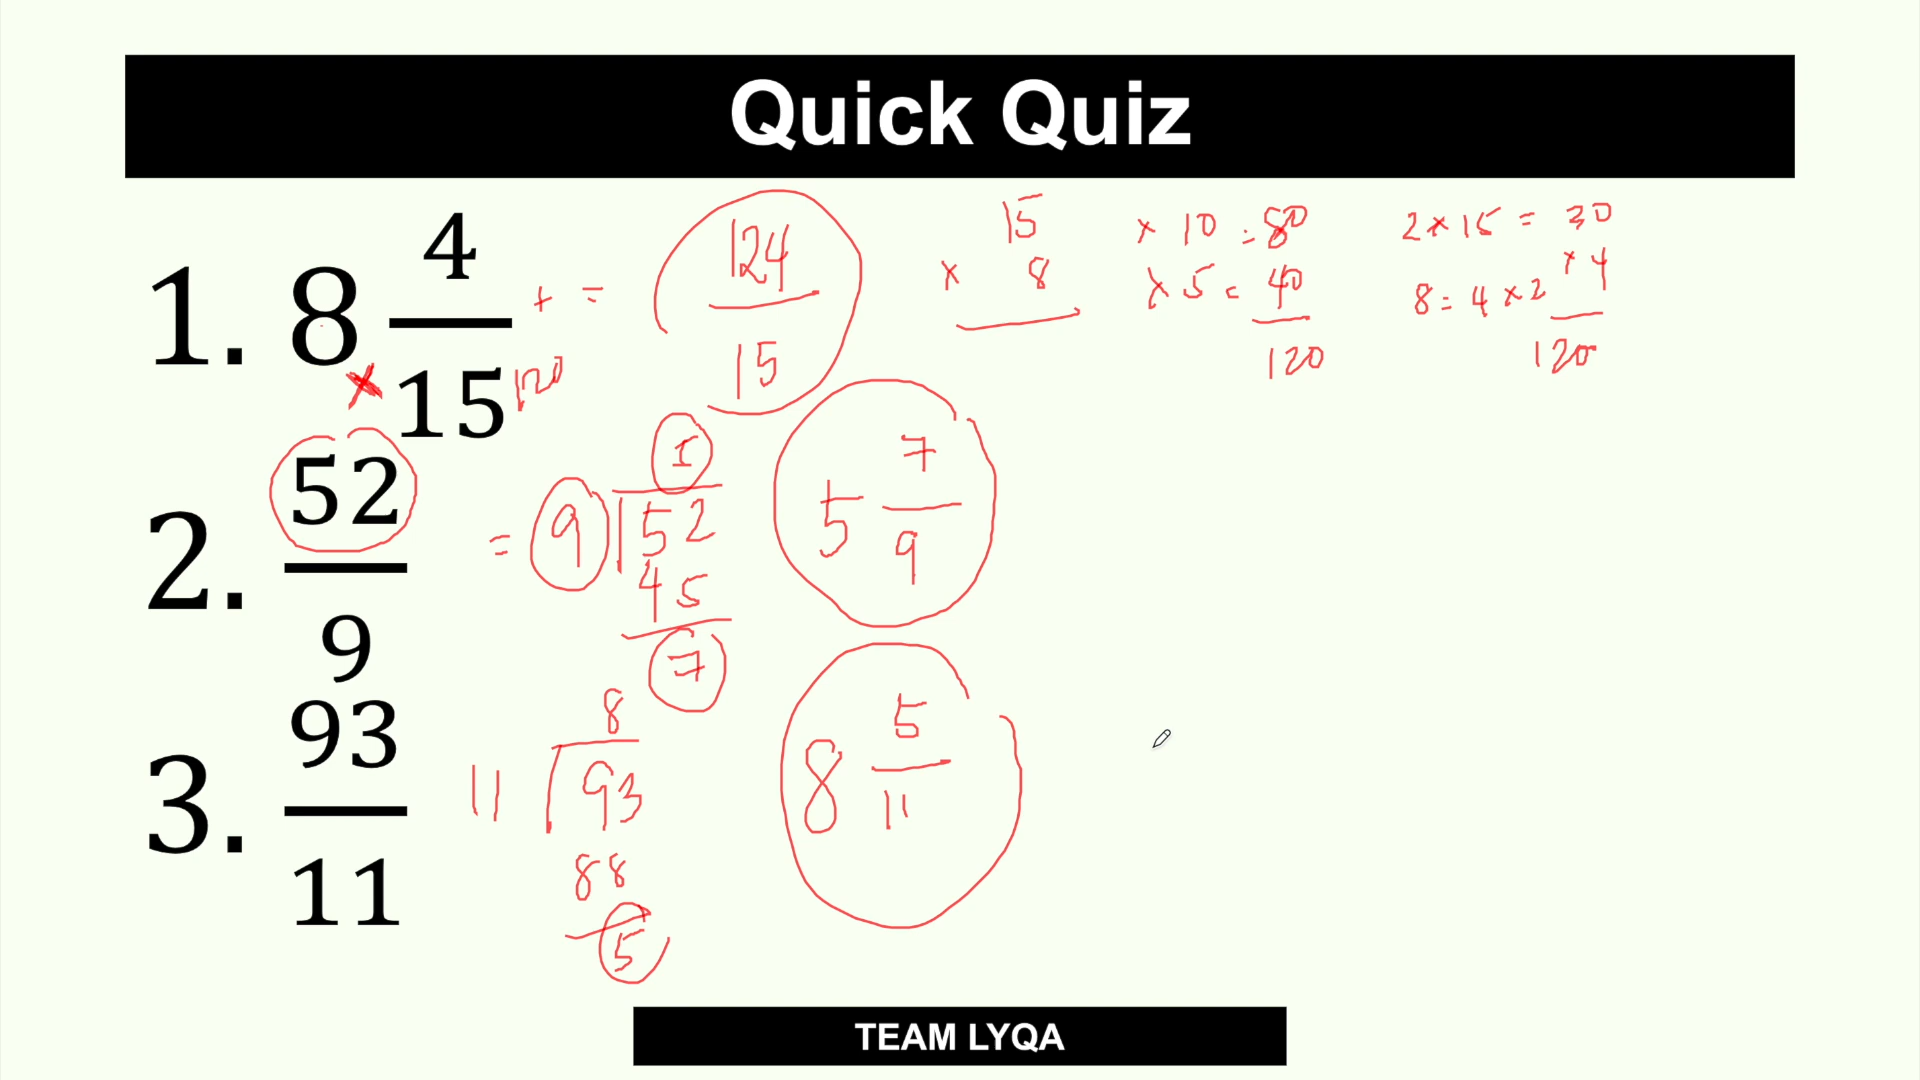 Quick Quiz
1. 8 4/15 + = 124/15
× 120
15
× 8
× 10 = 80
× 5 = 40
120
2 × 15 = 30
8 = 4 × 2
× 4
120
2. 52/9 = 9 52
45
7
5 7/9
3. 93/11
8
11 93
88
5
8 5/11
TEAM LYQA